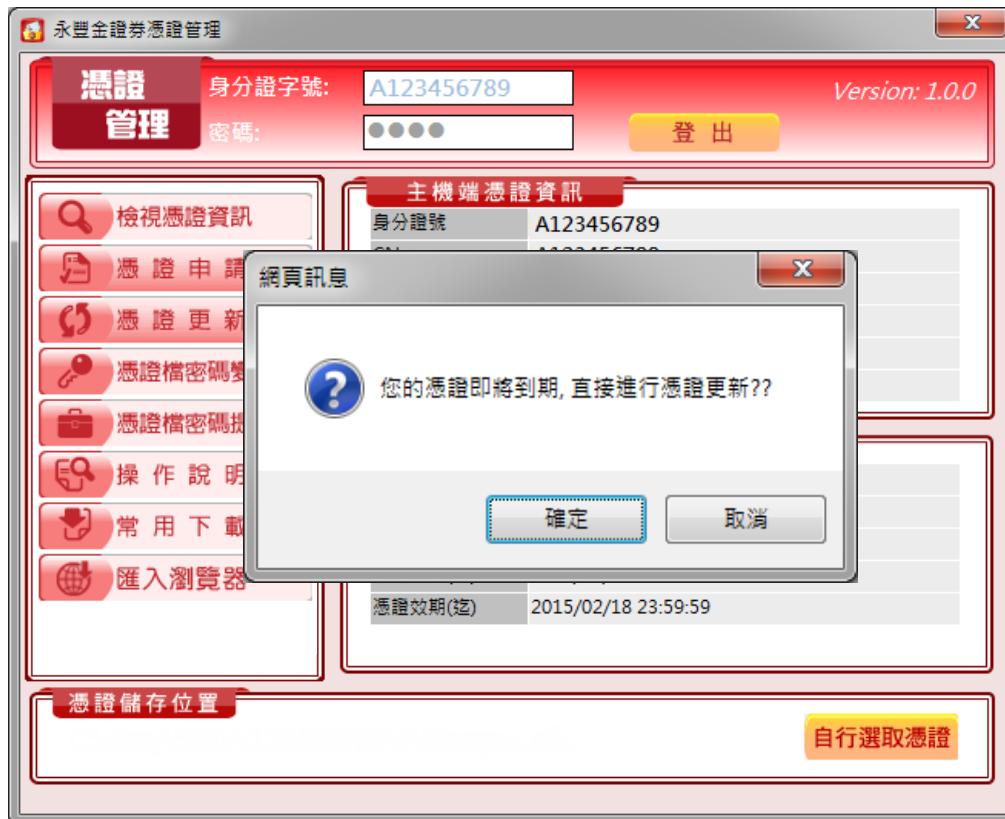 永豐金證券憑證管理
憑證
管理
身分證字號:
A123456789
Version: 1.0.0
密碼:
登 出
檢視憑證資訊
憑 證 申 請
憑 證 更 新
憑證檔密碼
憑證檔密碼
操 作 說 明
常 用 下 載
匯入瀏覽器
主機端憑證資訊
身分證號
A123456789
網頁訊息
您的憑證即將到期, 直接進行憑證更新??
確定
取消
憑證效期(迄)
2015/02/18 23:59:59
憑證儲存位置
自行選取憑證